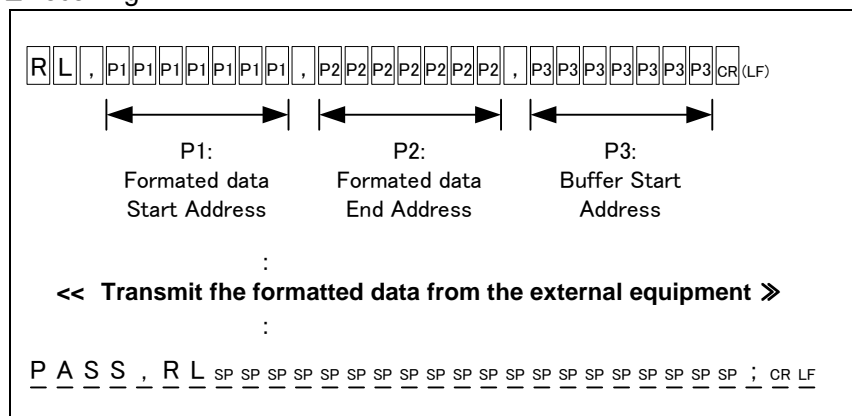 R L , P1 P1 P1 P1 P1 P1 P1 , P2 P2 P2 P2 P2 P2 P2 , P3 P3 P3 P3 P3 P3 P3 CR (LF)
P1: P2: P3:
Formated data Formated data Buffer Start
Start Address End Address Address
:
<< Transmit fhe formatted data from the external equipment ≫
:
P A S S , R L SP SP SP SP SP SP SP SP SP SP SP SP SP SP SP SP SP SP SP SP ; CR LF